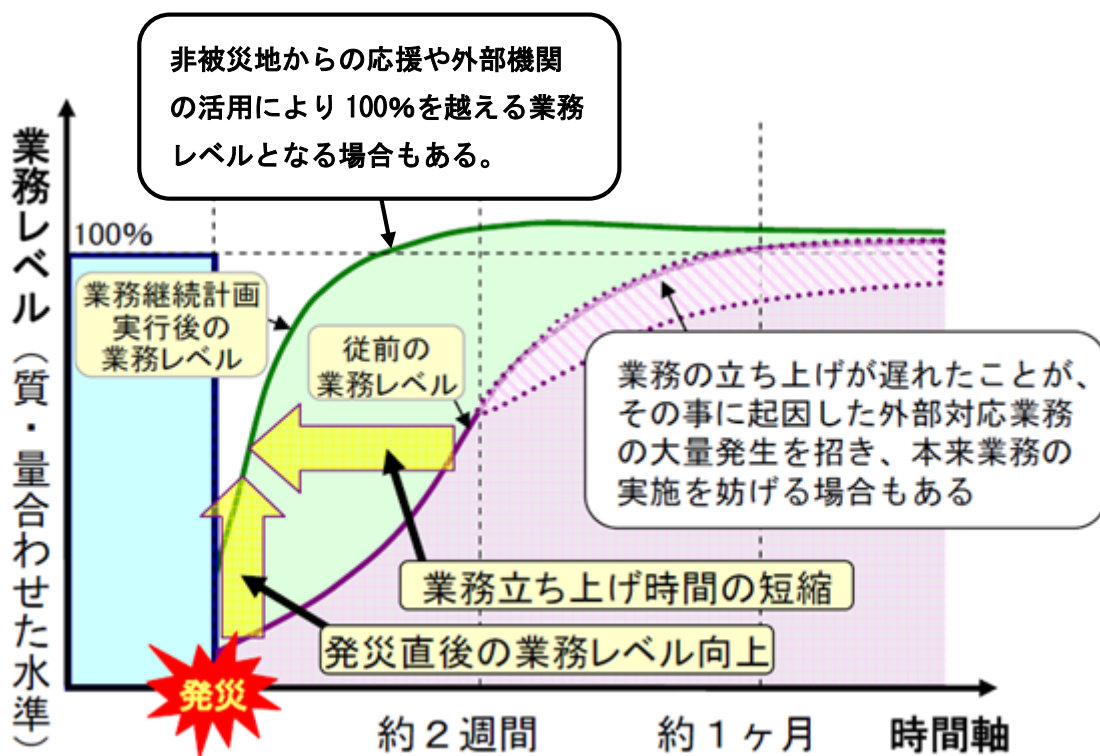 非被災地からの応援や外部機関
の活用により 100%を越える業務
レベルとなる場合もある。
業務レベル（質・量合わせた水準）
100%
業務継続計画
実行後の
業務レベル
従前の
業務レベル
業務の立ち上げが遅れたことが、
その事に起因した外部対応業務
の大量発生を招き、本来業務の
実施を妨げる場合もある
業務立ち上げ時間の短縮
発災直後の業務レベル向上
発災
約２週間
約１ヶ月
時間軸